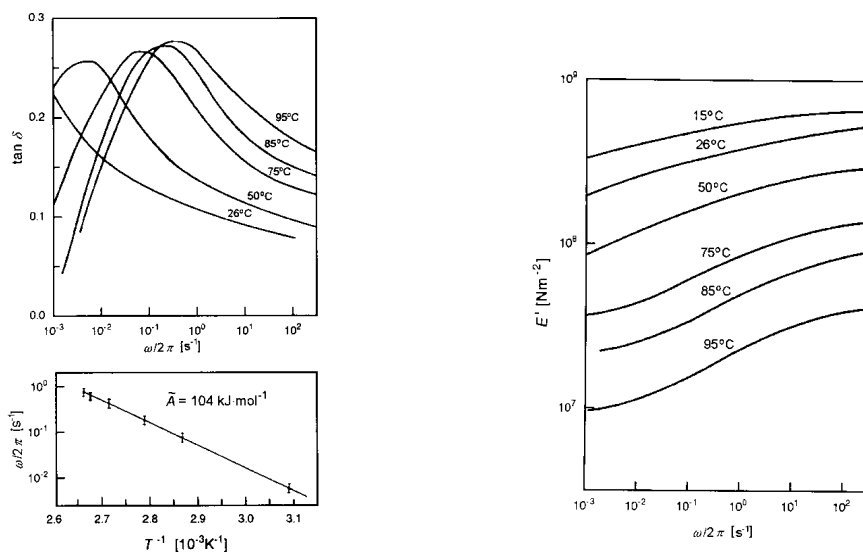 0.3
0.2
0.1
0.0
tan δ
95°C
85°C
75°C
50°C
26°C
10⁻³ 10⁻² 10⁻¹ 10⁰ 10¹ 10²
ω/2π [s⁻¹]
10⁰
10⁻¹
10⁻²
ω/2π [s⁻¹]
Ã = 104 kJ·mol⁻¹
2.6 2.7 2.8 2.9 3.0 3.1
T⁻¹ [10⁻³K⁻¹]
10⁹
10⁸
10⁷
E' [Nm⁻²]
15°C
26°C
50°C
75°C
85°C
95°C
10⁻³ 10⁻² 10⁻¹ 10⁰ 10¹ 10²
ω/2π [s⁻¹]